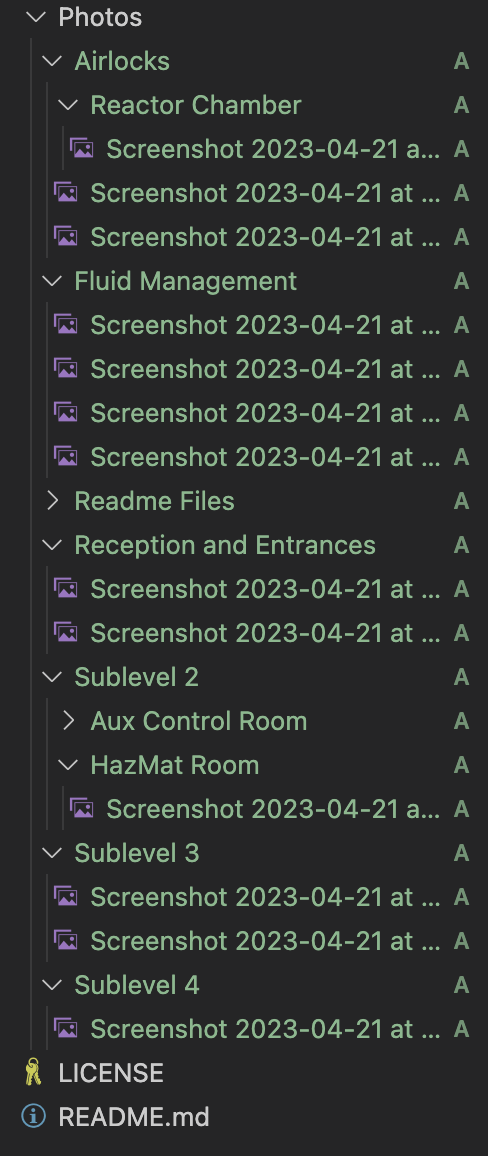 Photos
Airlocks A
Reactor Chamber A
Screenshot 2023-04-21 a... A
Screenshot 2023-04-21 at ... A
Screenshot 2023-04-21 at ... A
Fluid Management A
Screenshot 2023-04-21 at ... A
Screenshot 2023-04-21 at ... A
Screenshot 2023-04-21 at ... A
Screenshot 2023-04-21 at ... A
Readme Files A
Reception and Entrances A
Screenshot 2023-04-21 at ... A
Screenshot 2023-04-21 at ... A
Sublevel 2 A
Aux Control Room A
HazMat Room A
Screenshot 2023-04-21 a... A
Sublevel 3 A
Screenshot 2023-04-21 at ... A
Screenshot 2023-04-21 at ... A
Sublevel 4 A
Screenshot 2023-04-21 at ... A
LICENSE
README.md